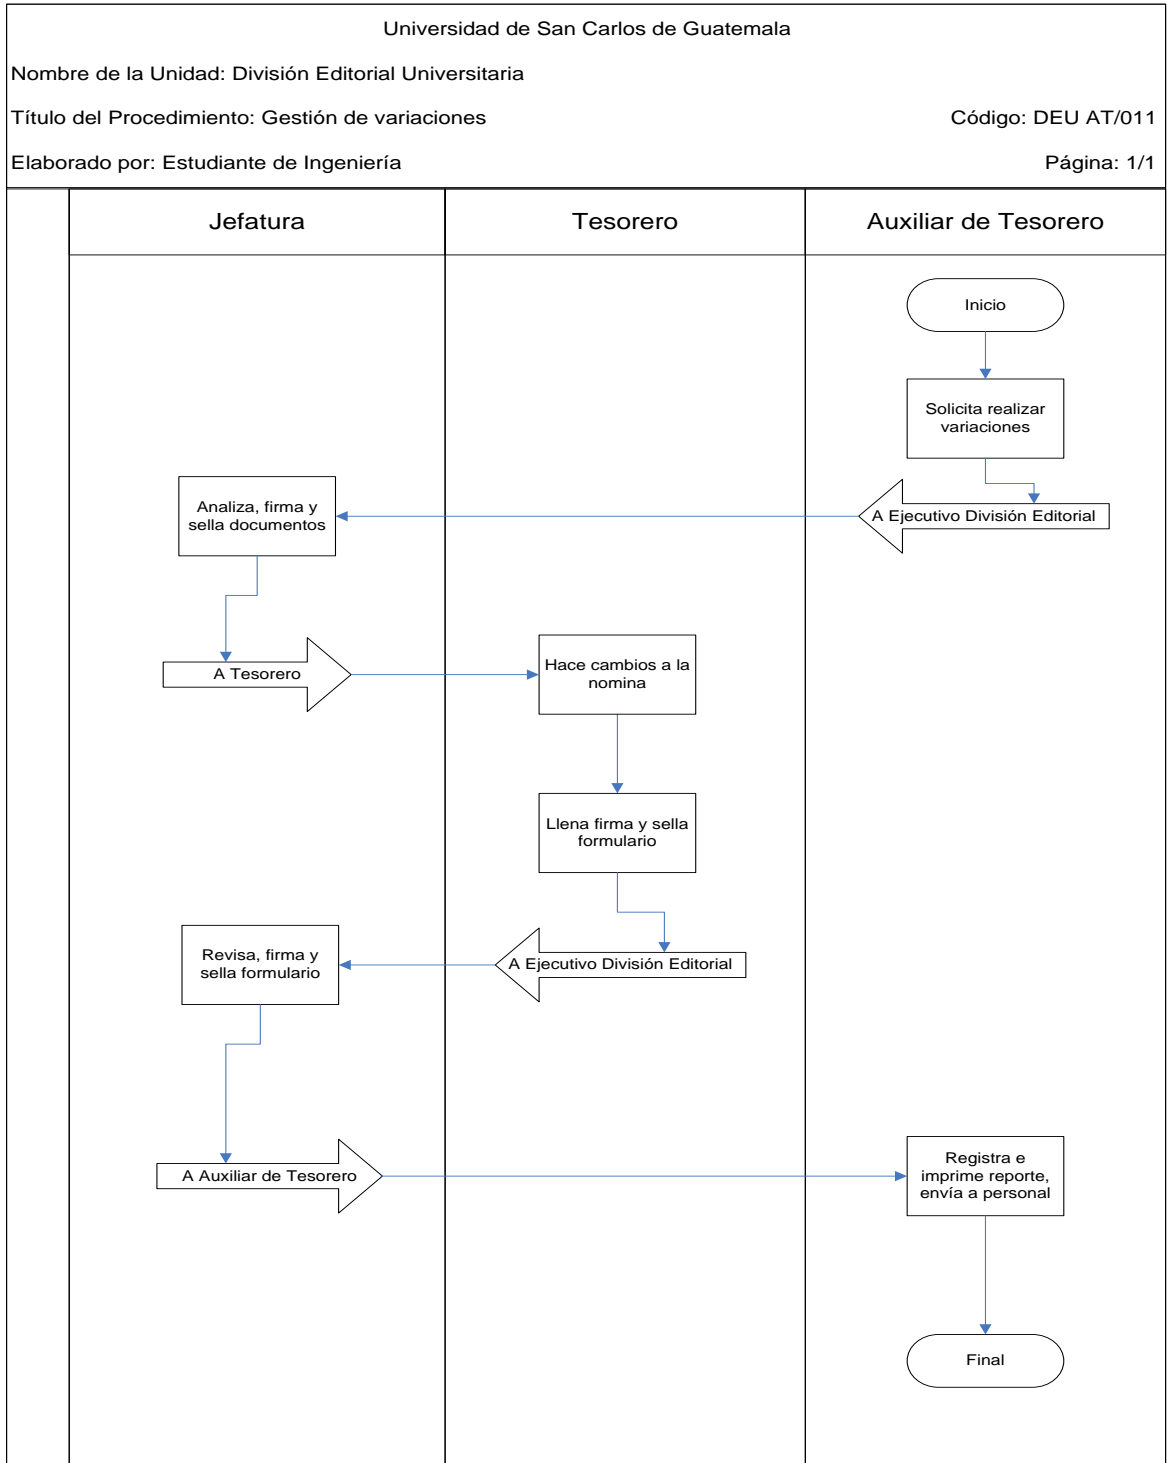 Universidad de San Carlos de Guatemala
Nombre de la Unidad: División Editorial Universitaria
Título del Procedimiento: Gestión de variaciones
Código: DEU AT/011
Elaborado por: Estudiante de Ingeniería
Página: 1/1
Jefatura
Tesorero
Auxiliar de Tesorero
Inicio
Solicita realizar
variaciones
A Ejecutivo División Editorial
Analiza, firma y
sella documentos
A Tesorero
Hace cambios a la
nomina
Llena firma y sella
formulario
A Ejecutivo División Editorial
Revisa, firma y
sella formulario
A Auxiliar de Tesorero
Registra e
imprime reporte,
envía a personal
Final